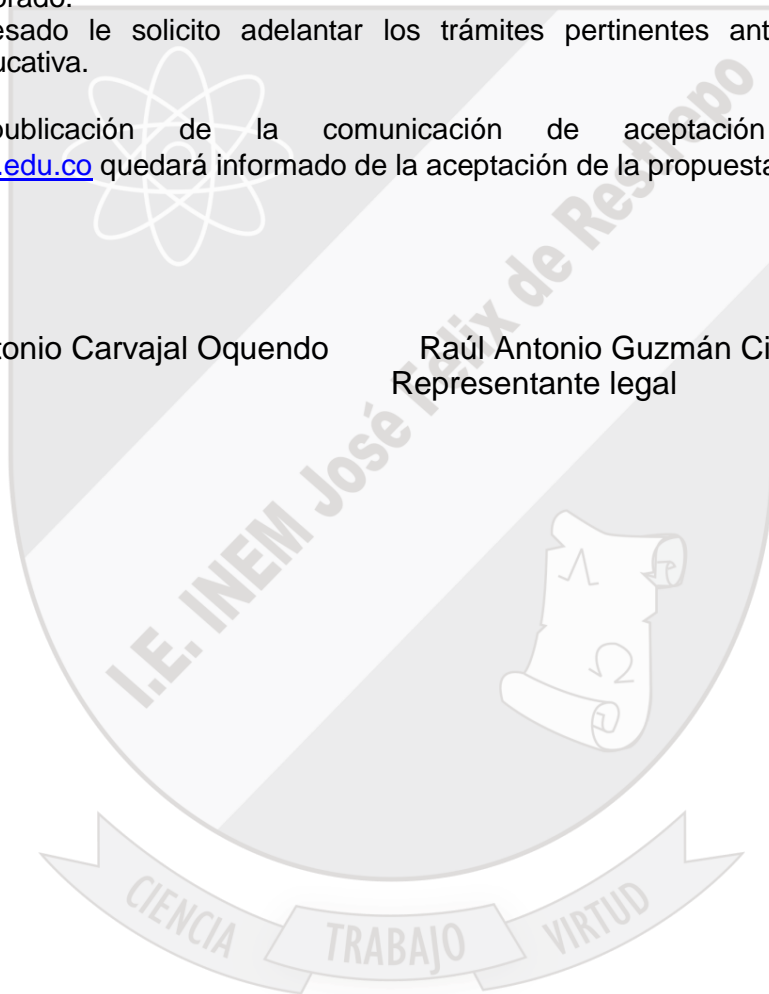 orado.
esado le solicito adelantar los trámites pertinentes ant
ucativa.
publicación de la comunicación de aceptación
.edu.co quedará informado de la aceptación de la propuesta
tonio Carvajal Oquendo Raúl Antonio Guzmán Ci
Representante legal
I.E. INEM José Felix de Restrepo
CIENCIA TRABAJO VIRTUD